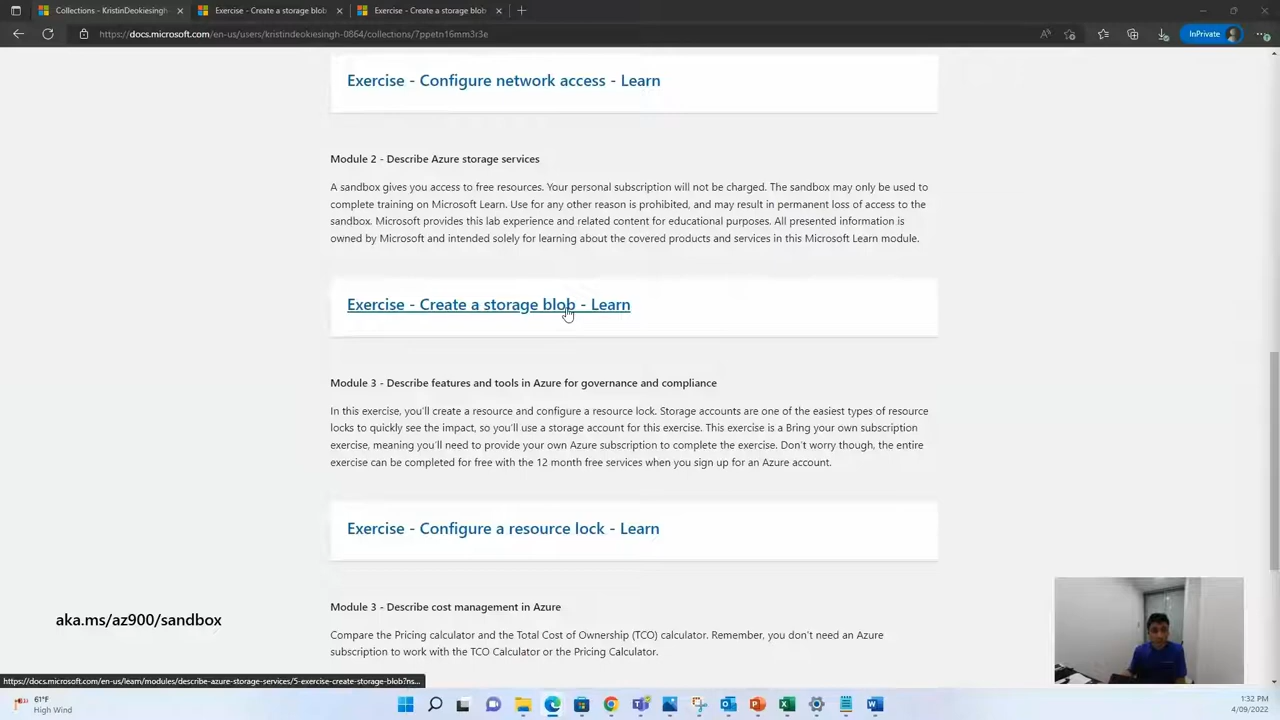 Collections - KristinDeokiesingh
Exercise - Create a storage blob
Exercise - Create a storage blob
https://docs.microsoft.com/en-us/users/kristindeokiesingh-0864/collections/7ppetn16mm3r3e
InPrivate
Exercise - Configure network access - Learn
Module 2 - Describe Azure storage services
A sandbox gives you access to free resources. Your personal subscription will not be charged. The sandbox may only be used to
complete training on Microsoft Learn. Use for any other reason is prohibited, and may result in permanent loss of access to the
sandbox. Microsoft provides this lab experience and related content for educational purposes. All presented information is
owned by Microsoft and intended solely for learning about the covered products and services in this Microsoft Learn module.
Exercise - Create a storage blob - Learn
Module 3 - Describe features and tools in Azure for governance and compliance
In this exercise, you'll create a resource and configure a resource lock. Storage accounts are one of the easiest types of resource
locks to quickly see the impact, so you'll use a storage account for this exercise. This exercise is a Bring your own subscription
exercise, meaning you'll need to provide your own Azure subscription to complete the exercise. Don't worry though, the entire
exercise can be completed for free with the 12 month free services when you sign up for an Azure account.
Exercise - Configure a resource lock - Learn
Module 3 - Describe cost management in Azure
aka.ms/az900/sandbox
Compare the Pricing calculator and the Total Cost of Ownership (TCO) calculator. Remember, you don't need an Azure
subscription to work with the TCO Calculator or the Pricing Calculator.
https://docs.microsoft.com/en-us/learn/modules/describe-azure-storage-services/5-exercise-create-storage-blob?ns...
61°F
High Wind
1:32 PM
4/09/2022